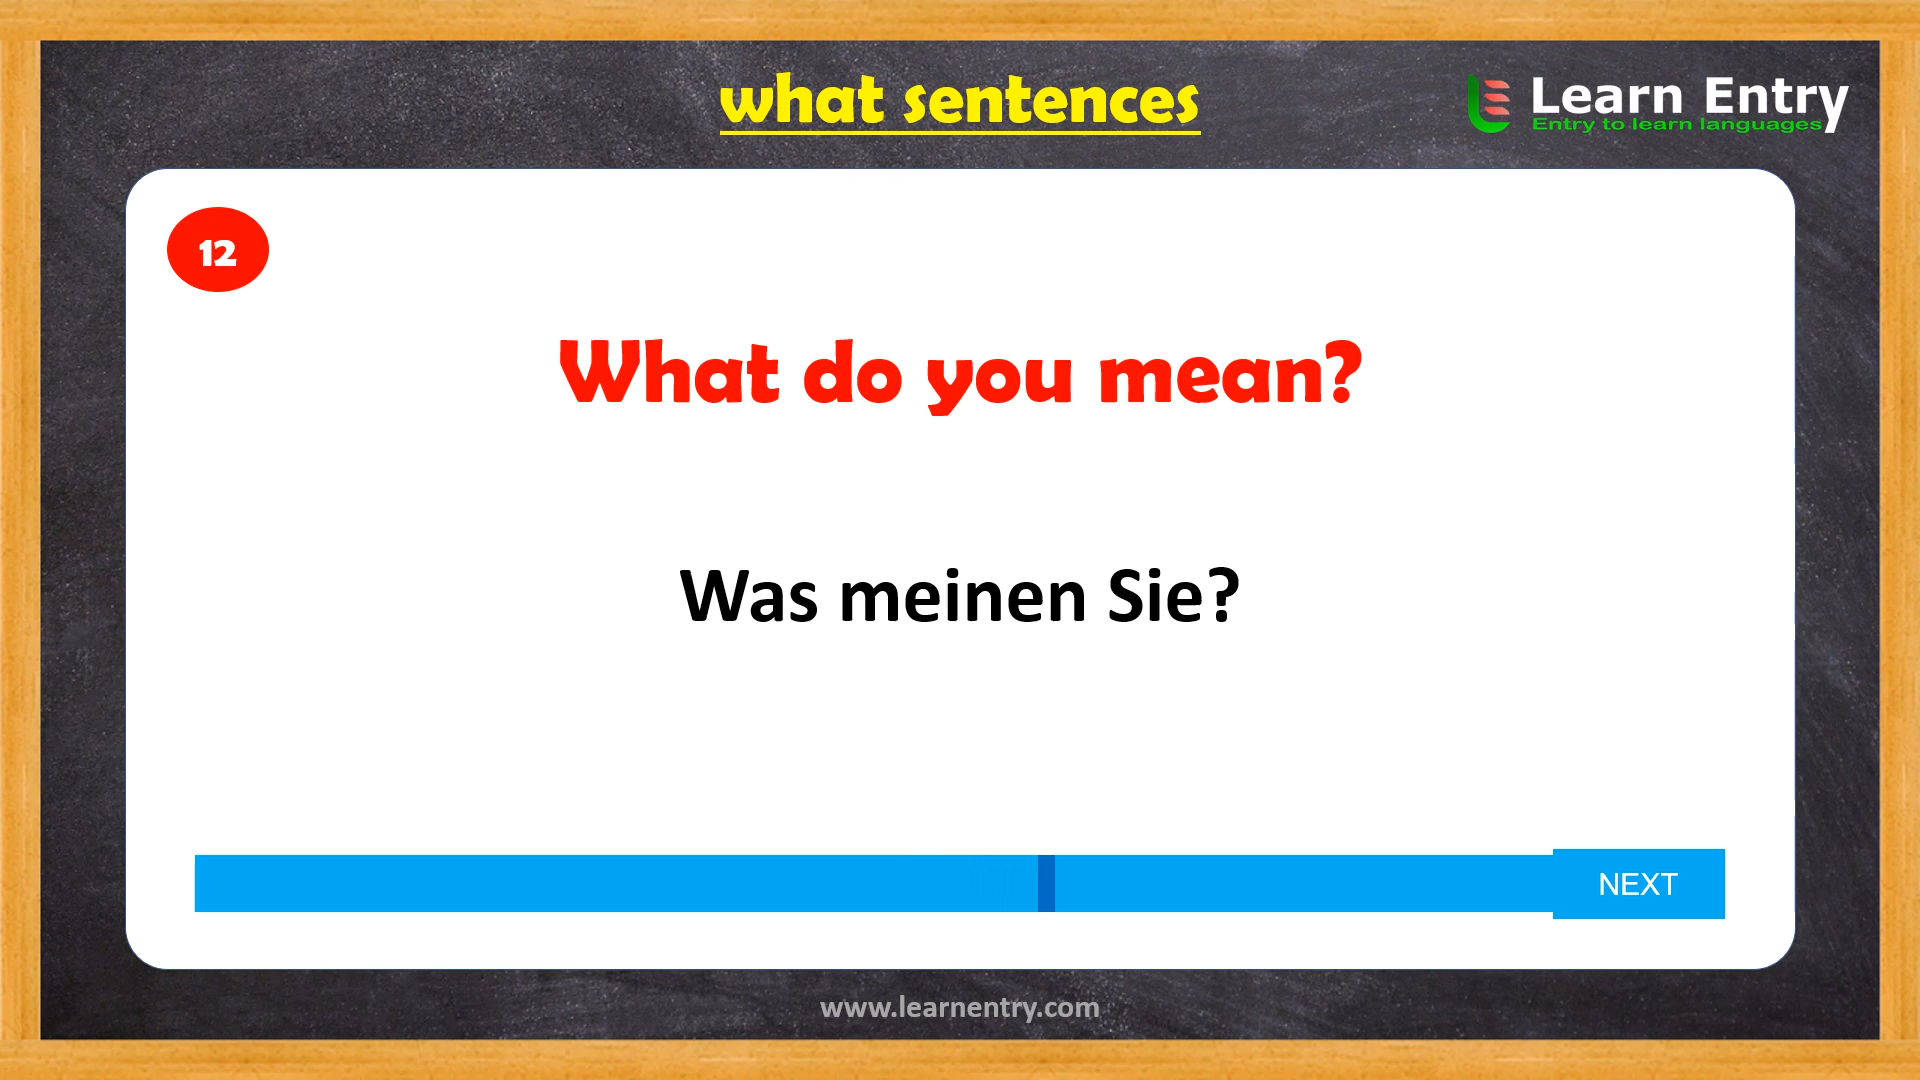 what sentences
Learn Entry
Entry to learn languages
12
What do you mean?
Was meinen Sie?
NEXT
www.learnentry.com